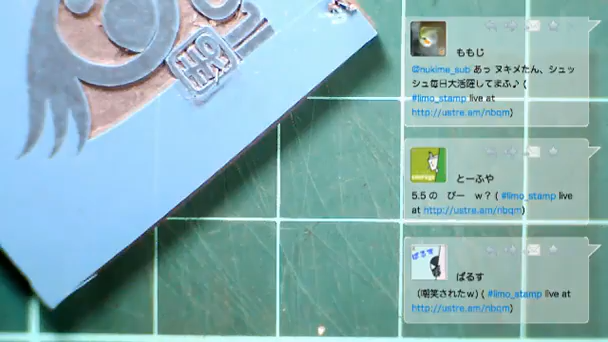 ももじ
@nukime_sub あっ ヌキメたん、シュッ
シュ毎日大活躍してまふ♪ (
#limo_stamp live at
http://ustre.am/nbqm)
とーふや
5.5 の びー w？ ( #limo_stamp live
at http://ustre.am/nbqm)
ぱるす
（嘲笑されたｗ) ( #limo_stamp live at
http://ustre.am/nbqm)